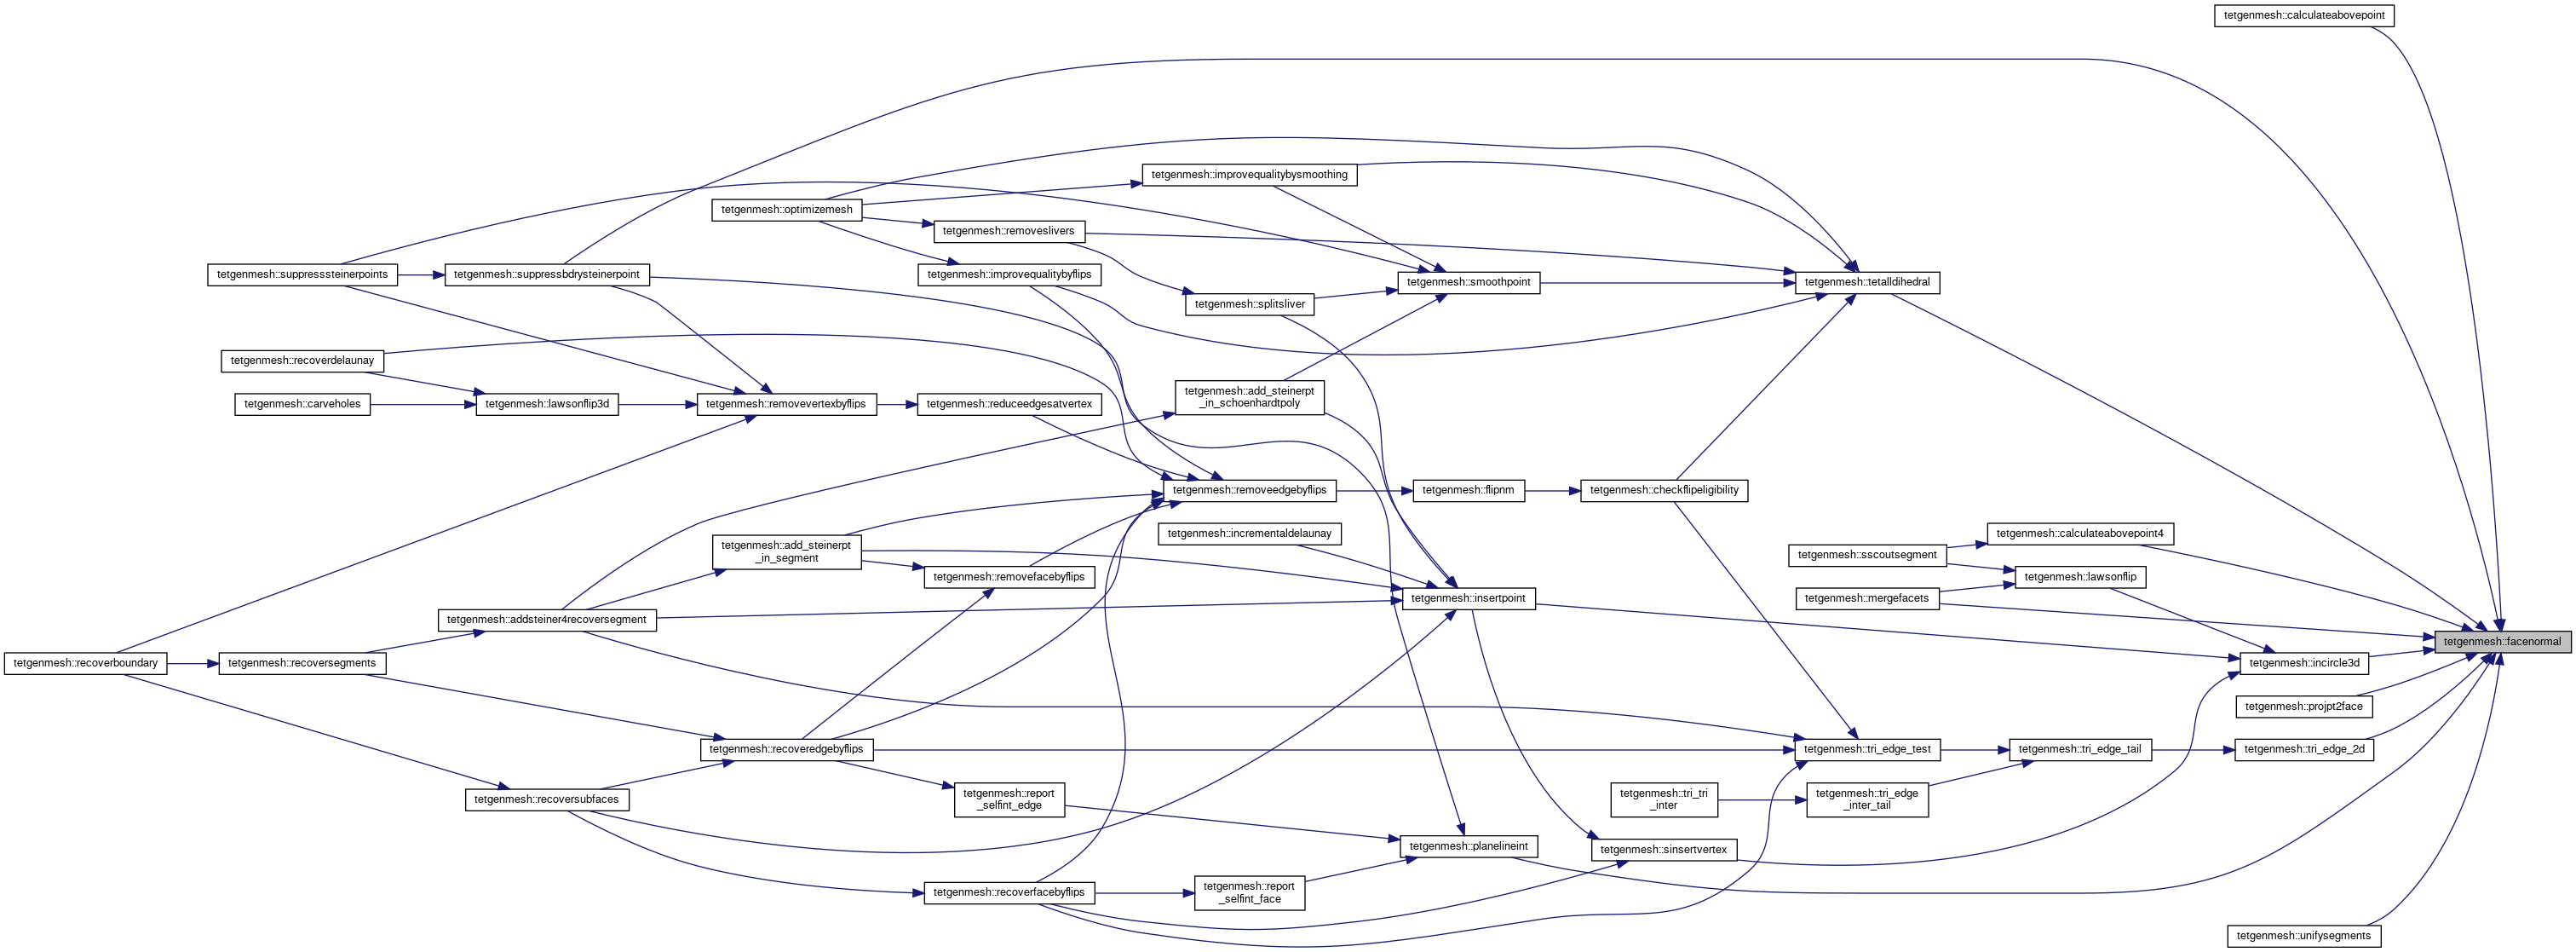 tetgenmesh::calculateabovepoint
tetgenmesh::improvequalitybysmoothing
tetgenmesh::optimizemesh
tetgenmesh::removeslivers
tetgenmesh::suppresssteinerpoints
tetgenmesh::suppressbdrysteinerpoint
tetgenmesh::improvequalitybyflips
tetgenmesh::smoothpoint
tetgenmesh::tetalldihedral
tetgenmesh::splitsliver
tetgenmesh::recoverdelaunay
tetgenmesh::carveholes
tetgenmesh::lawsonflip3d
tetgenmesh::removevertexbyflips
tetgenmesh::reduceedgesatvertex
tetgenmesh::add_steinerpt
_in_schoenhardtpoly
tetgenmesh::removeedgebyflips
tetgenmesh::flipnm
tetgenmesh::checkflipeligibility
tetgenmesh::incrementaldelaunay
tetgenmesh::calculateabovepoint4
tetgenmesh::add_steinerpt
_in_segment
tetgenmesh::sscoutsegment
tetgenmesh::removefacebyflips
tetgenmesh::lawsonflip
tetgenmesh::insertpoint
tetgenmesh::mergefacets
tetgenmesh::addsteiner4recoversegment
tetgenmesh::facenormal
tetgenmesh::recoverboundary
tetgenmesh::recoversegments
tetgenmesh::incircle3d
tetgenmesh::projpt2face
tetgenmesh::recoveredgebyflips
tetgenmesh::tri_edge_test
tetgenmesh::tri_edge_tail
tetgenmesh::tri_edge_2d
tetgenmesh::recoversubfaces
tetgenmesh::report
_selfint_edge
tetgenmesh::tri_tri
_inter
tetgenmesh::tri_edge
_inter_tail
tetgenmesh::planelineint
tetgenmesh::sinsertvertex
tetgenmesh::recoverfacebyflips
tetgenmesh::report
_selfint_face
tetgenmesh::unifysegments